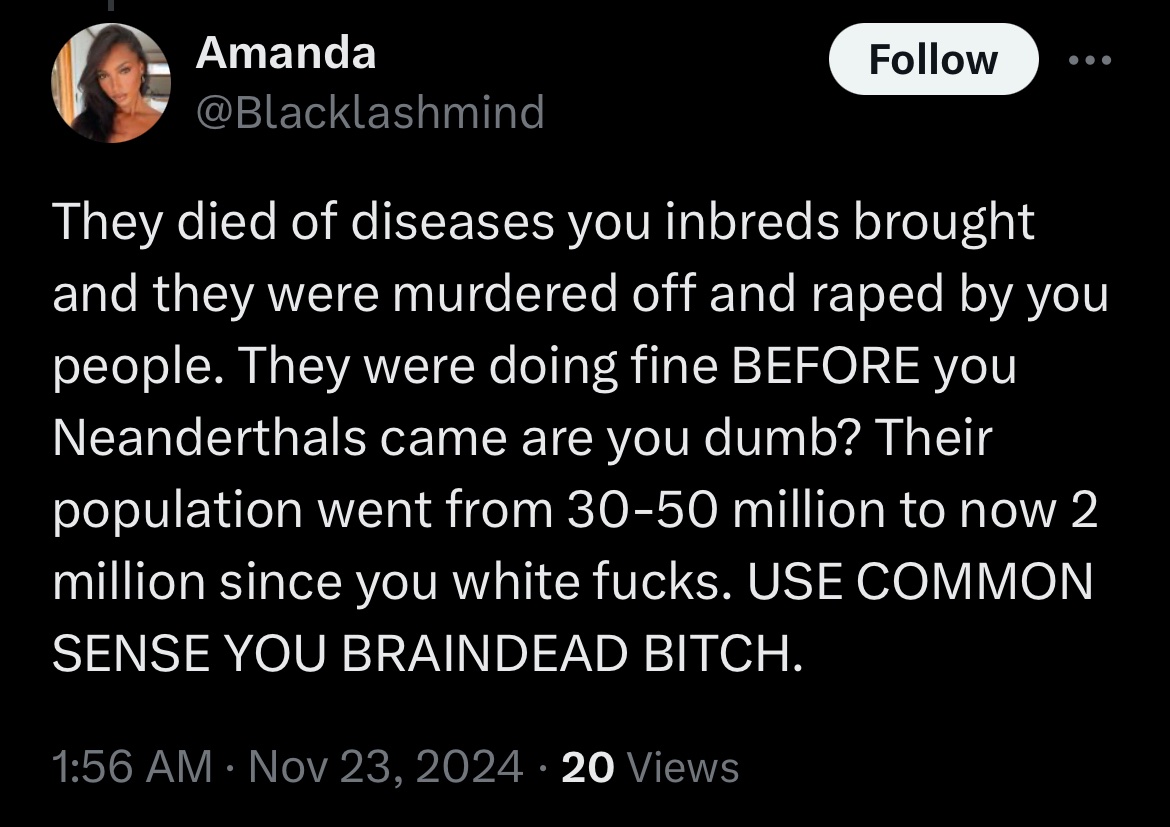 Amanda
Follow
@Blacklashmind
They died of diseases you inbreds brought
and they were murdered off and raped by you
people. They were doing fine BEFORE you
Neanderthals came are you dumb? Their
population went from 30-50 million to now 2
million since you white fucks. USE COMMON
SENSE YOU BRAINDEAD BITCH.
1:56 AM · Nov 23, 2024 · 20 Views